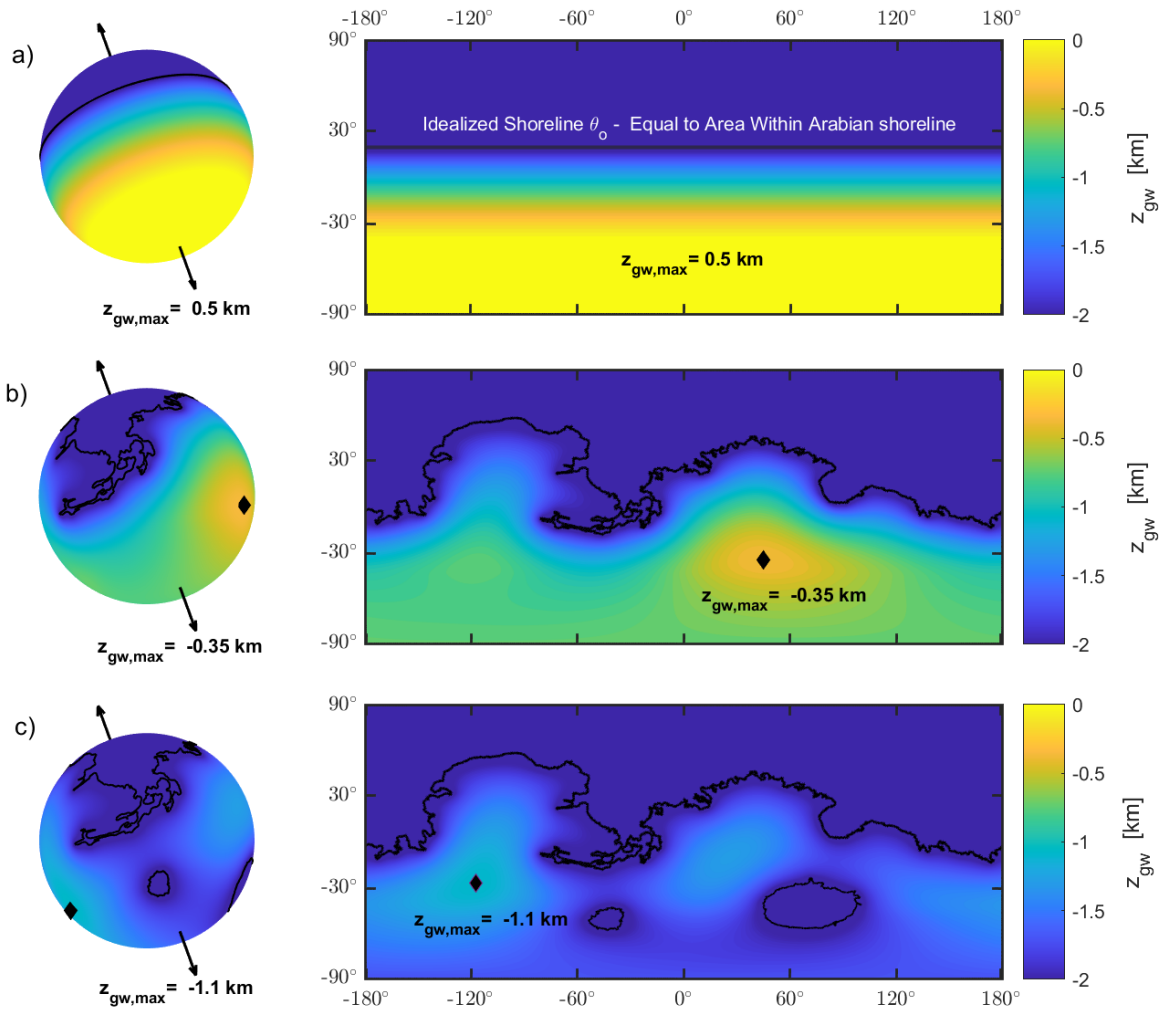 -180° -120° -60° 0° 60° 120° 180°
a)
90°
30°
-30°
-90°
Idealized Shoreline θo - Equal to Area Within Arabian shoreline
zgw,max= 0.5 km
zgw,max= 0.5 km
0
-0.5
-1
-1.5
-2
zgw [km]
b)
90°
30°
-30°
-90°
zgw,max= -0.35 km
zgw,max= -0.35 km
0
-0.5
-1
-1.5
-2
zgw [km]
c)
90°
30°
-30°
-90°
zgw,max= -1.1 km
zgw,max= -1.1 km
0
-0.5
-1
-1.5
-2
zgw [km]
-180° -120° -60° 0° 60° 120° 180°